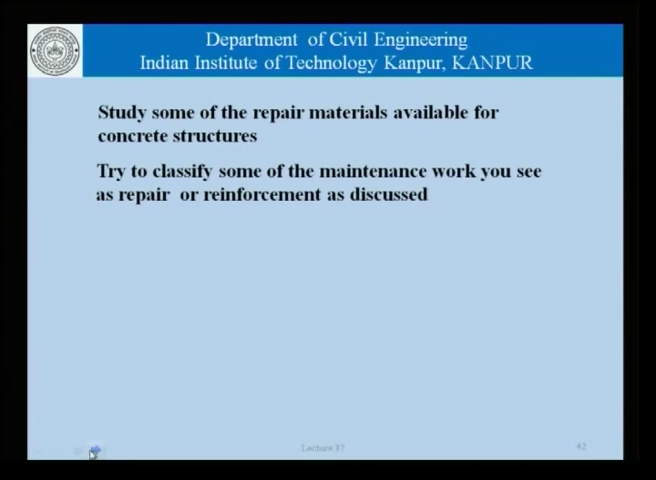 Department of Civil Engineering
Indian Institute of Technology Kanpur, KANPUR
Study some of the repair materials available for
concrete structures
Try to classify some of the maintenance work you see
as repair or reinforcement as discussed
Lecture 37
42